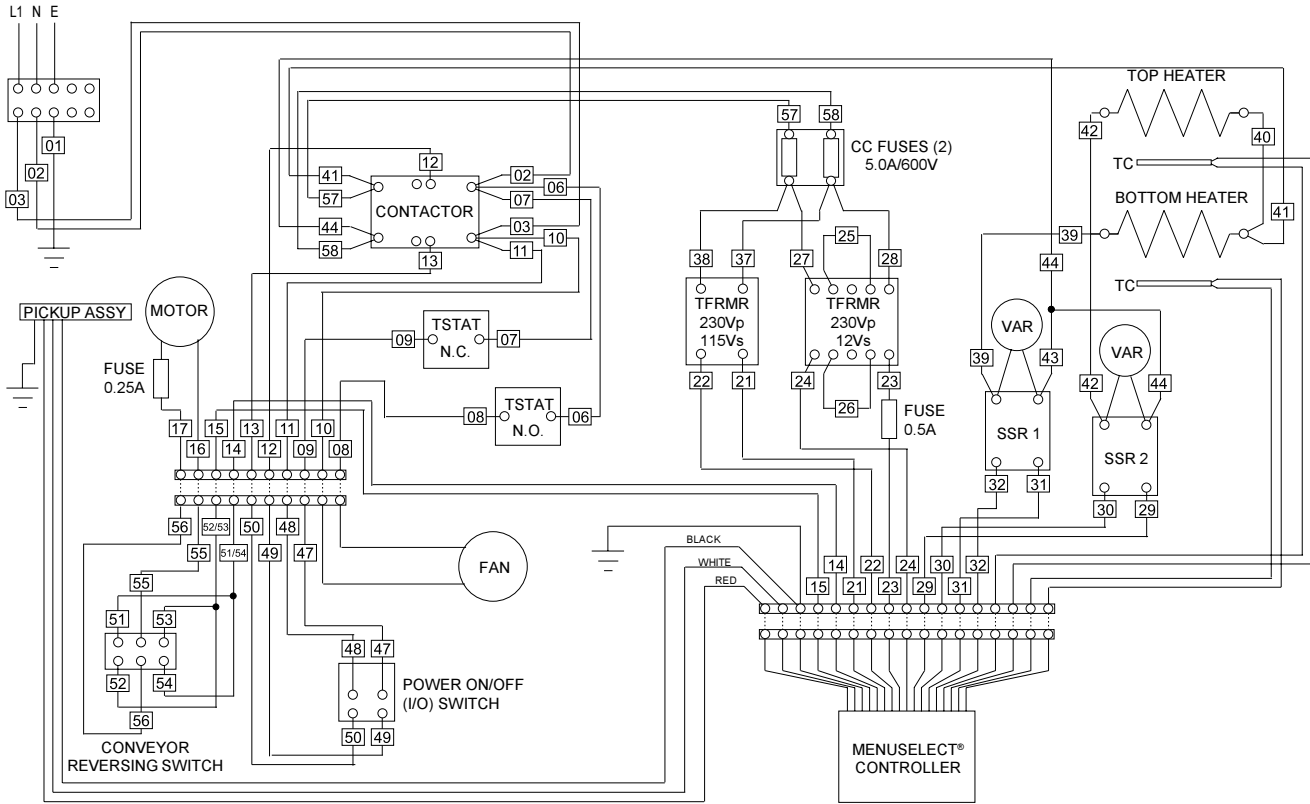 L1 N E
01
02
03
12
41
57
44
58
CONTACTOR
02
06
07
03
10
11
13
57 58
CC FUSES (2)
5.0A/600V
TOP HEATER
42
40
TC
BOTTOM HEATER
41
39
44
TC
38 37 27 25 28
TFRMR
230Vp
115Vs
TFRMR
230Vp
12Vs
22 21 24 26 23
FUSE
0.5A
VAR
39 43
SSR 1
32 31
VAR
42 44
SSR 2
30 29
PICKUP ASSY
MOTOR
FUSE
0.25A
09
TSTAT
N.C.
07
08
TSTAT
N.O.
06
17 16 15 14 13 12 11 10 09 08
56 55 52/53 51/54 50 49 48 47
FAN
55
51 53
52 54
56
CONVEYOR
REVERSING SWITCH
48 47
POWER ON/OFF
(I/O) SWITCH
50 49
BLACK
WHITE
RED
15 14 21 22 23 24 29 30 31 32
MENUSELECT®
CONTROLLER